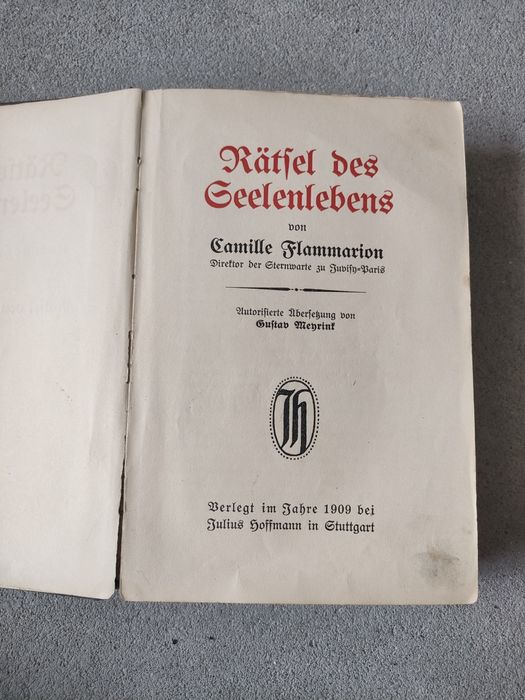 Rätsel des
Seelenlebens
von
Camille Flammarion
Direktor der Sternwarte zu Juvisy=Paris
Autorisierte Übersetzung von
Gustav Meyrink
Jh
Verlegt im Jahre 1909 bei
Julius Hoffmann in Stuttgart